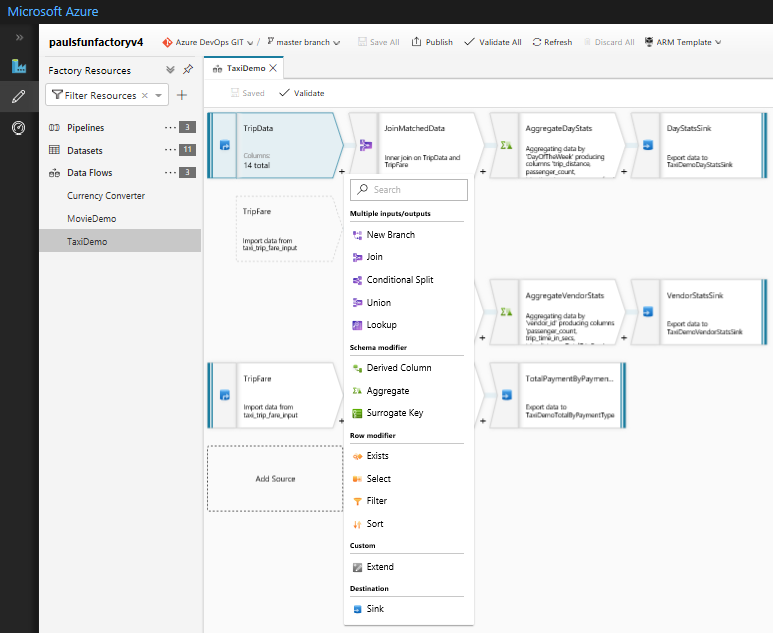 Microsoft Azure
»
paulsfunfactoryv4
Azure DevOps GIT
/
master branch
Save All
Publish
Validate All
Refresh
Discard All
ARM Template
Factory Resources
TaxiDemo
Filter Resources
Saved
Validate
Pipelines
3
Datasets
11
Data Flows
3
Currency Converter
MovieDemo
TaxiDemo
TripData
Columns:
14 total
+
JoinMatchedData
Inner join on TripData and
TripFare
AggregateDayStats
Aggregating data by
'DayOfTheWeek' producing
columns 'trip_distance,
passenger_count,
+
DayStatsSink
Export data to
TaxiDemoDayStatsSink
+
TripFare
Import data from
taxi_trip_fare_input
Search
Multiple inputs/outputs
New Branch
Join
Conditional Split
Union
Lookup
Schema modifier
Derived Column
Aggregate
Surrogate Key
Row modifier
Exists
Select
Filter
Sort
Custom
Extend
Destination
Sink
AggregateVendorStats
Aggregating data by
'vendor_id' producing columns
'passenger_count,
trip_time_in_secs,
+
VendorStatsSink
Export data to
TaxiDemoVendorStatsSink
+
TripFare
Import data from
taxi_trip_fare_input
+
TotalPaymentByPaymen...
Export data to
TaxiDemoTotalByPaymentType
+
Add Source